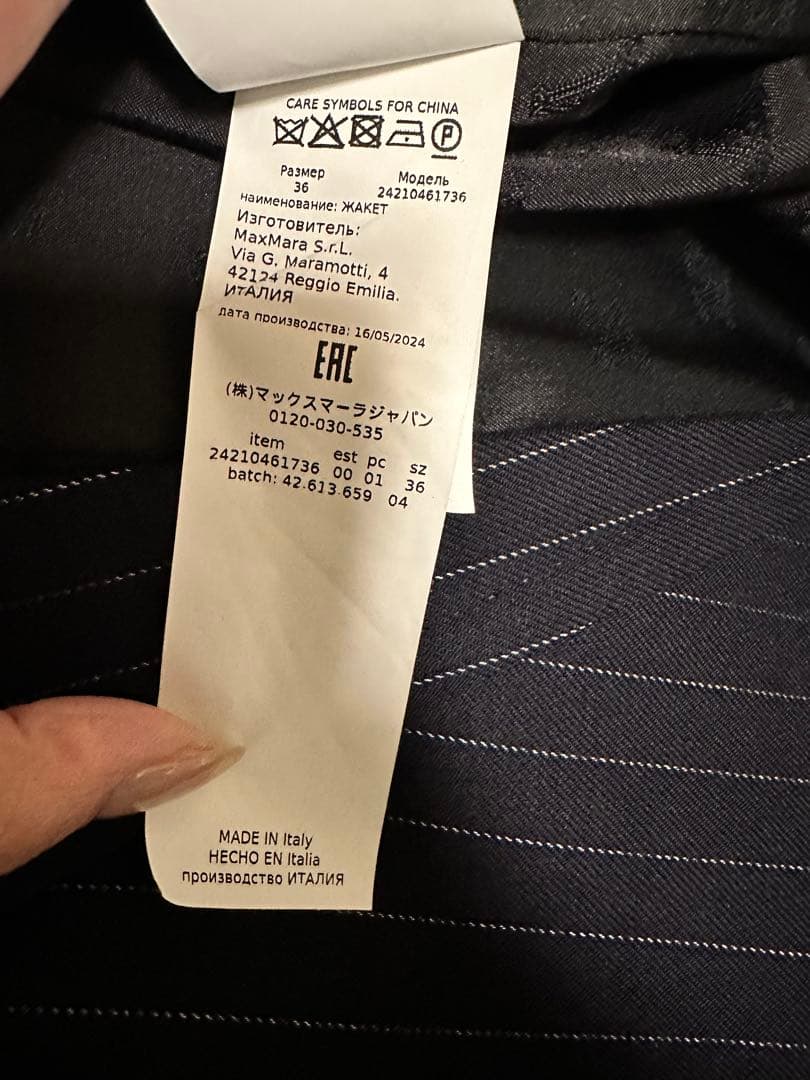 CARE SYMBOLS FOR CHINA
P
Размер
36
Модель
24210461736
наименование: ЖАКЕТ
Изготовитель:
MaxMara S.r.L.
Via G. Maramotti, 4
42124 Reggio Emilia.
ИТАЛИЯ
дата производства: 16/05/2024
EAC
(株)マックスマーラジャパン
0120-030-535
item est pc sz
24210461736 00 01 36
batch: 42.613.659 04
MADE IN Italy
HECHO EN Italia
производство ИТАЛИЯ